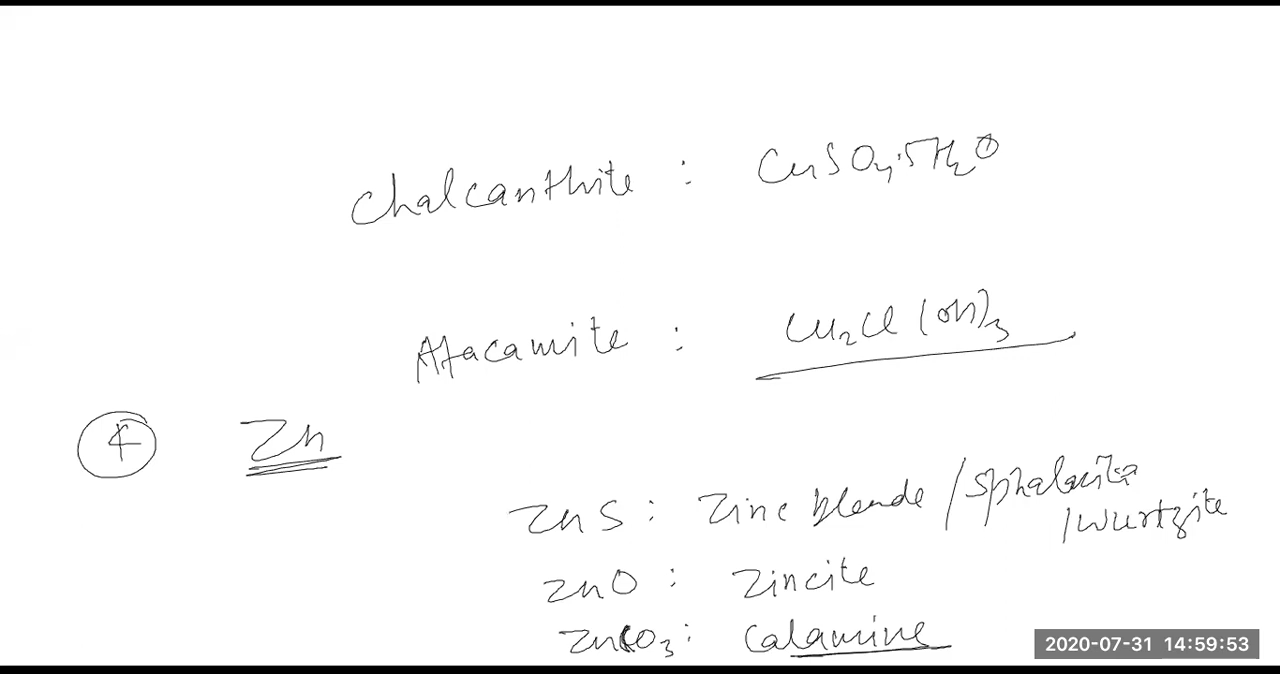 Chalcanthite : CuSO4.5H2O
Atacamite : Cu2Cl(OH)3
4 Zn
ZnS : Zinc blende / Sphalarite
/ Wurtzite
ZnO : Zincite
ZnCO3 : Calamine
2020-07-31 14:59:53